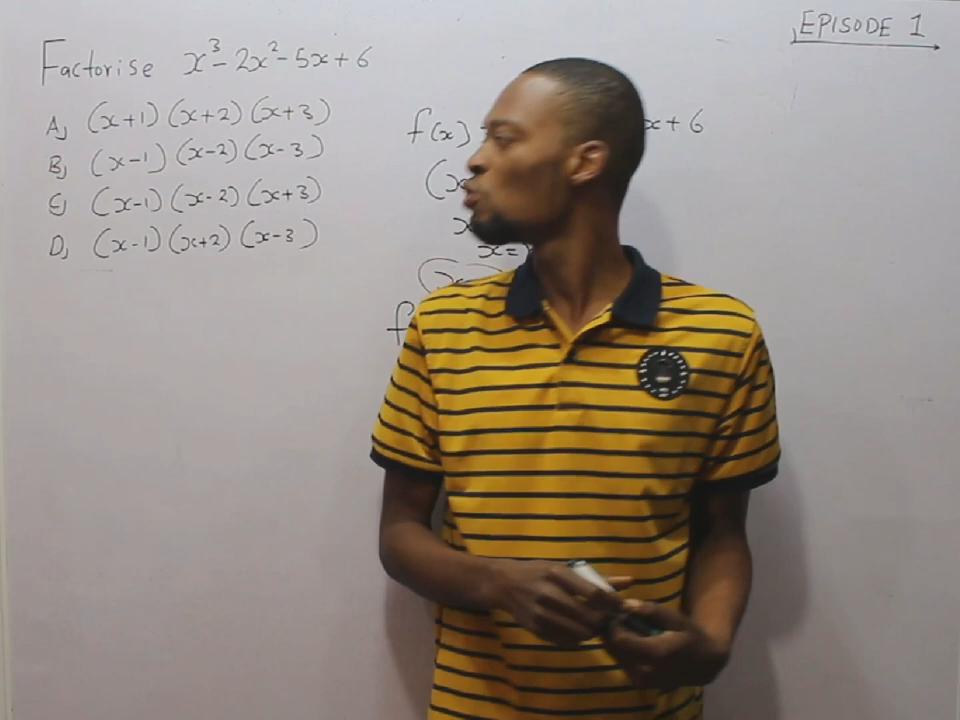 EPISODE 1
Factorise x³ - 2x² - 5x + 6
A, (x+1) (x+2) (x+3)
B, (x-1) (x-2) (x-3)
C, (x-1) (x-2) (x+3)
D, (x-1) (x+2) (x-3)
f(x) x + 6
(x
x
x =
(x
f